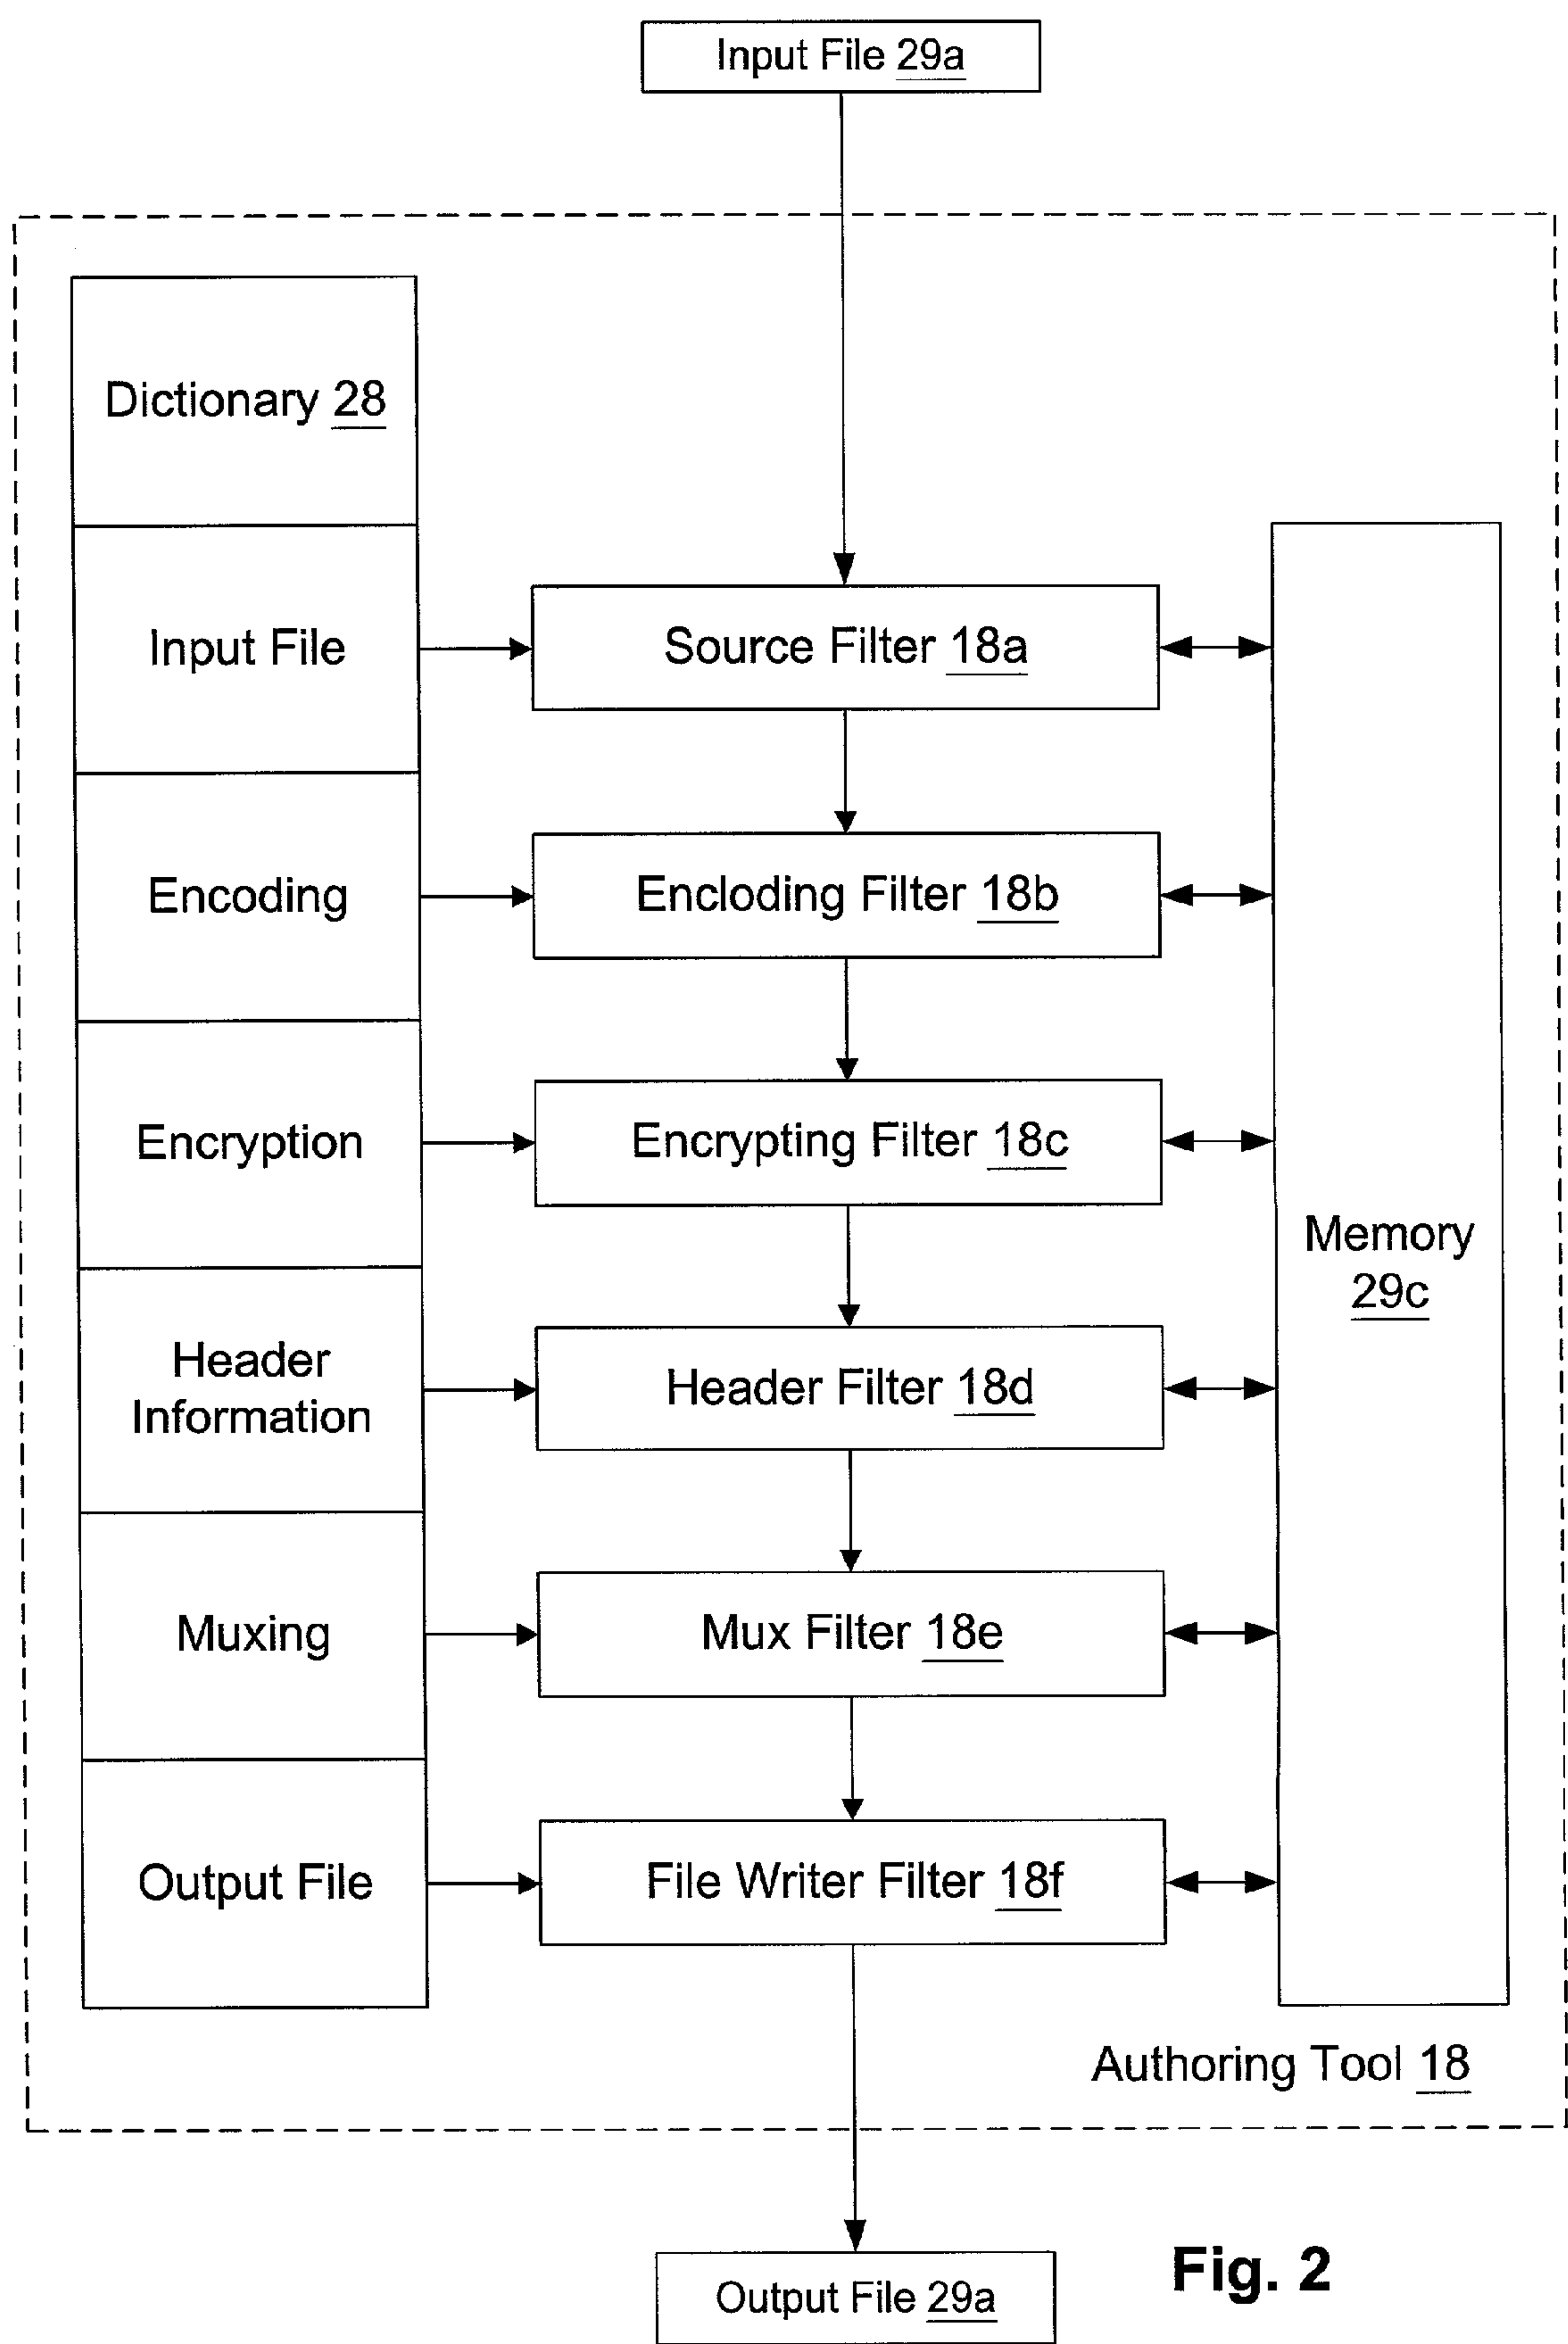 Input File 29a
Dictionary 28
Input File
Source Filter 18a
Encoding
Encloding Filter 18b
Encryption
Encrypting Filter 18c
Memory
29c
Header
Information
Header Filter 18d
Muxing
Mux Filter 18e
Output File
File Writer Filter 18f
Authoring Tool 18
Output File 29a
Fig. 2